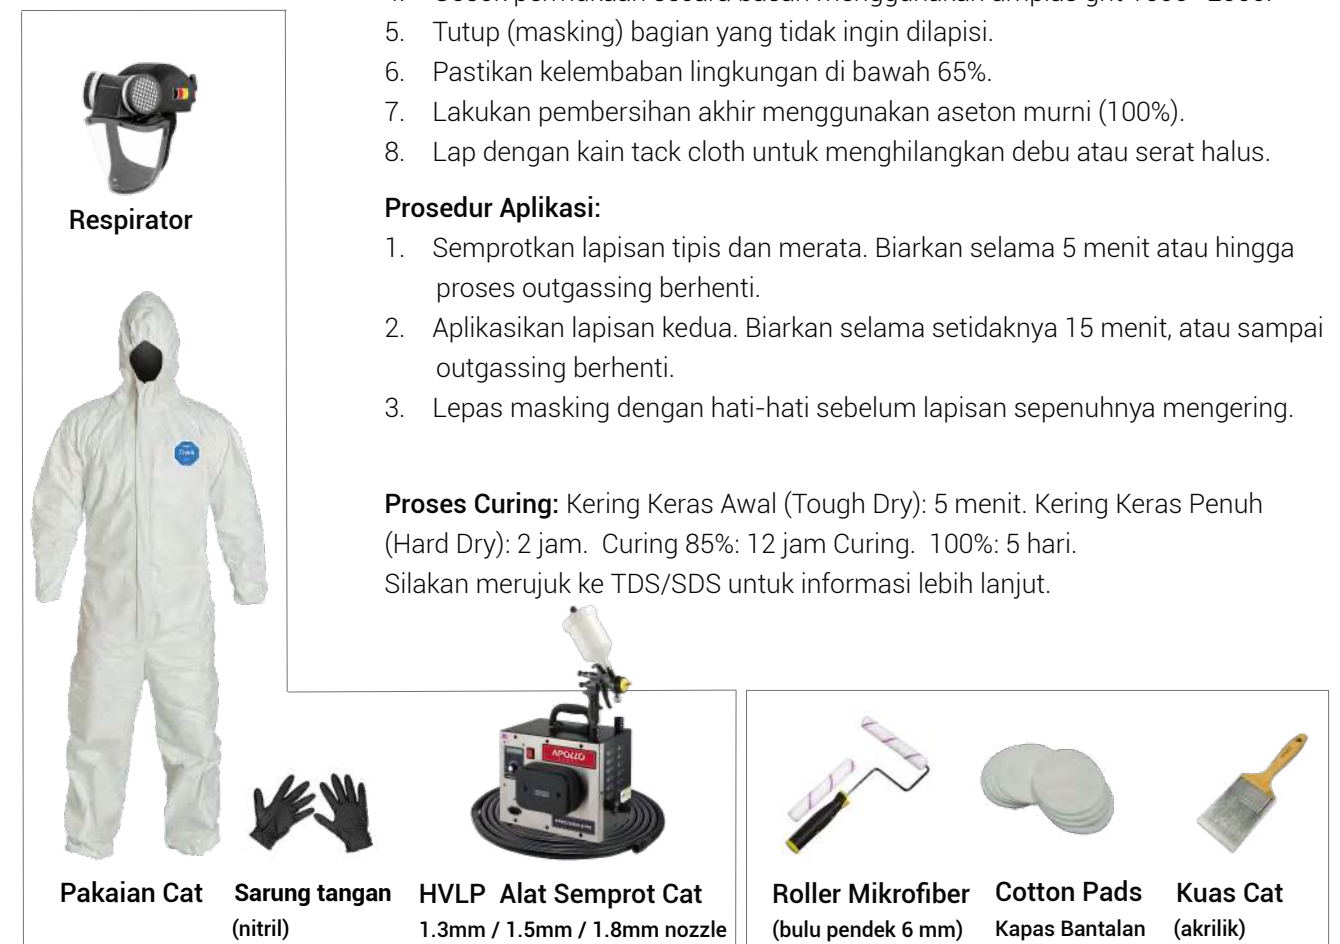 5. Tutup (masking) bagian yang tidak ingin dilapisi.
6. Pastikan kelembaban lingkungan di bawah 65%.
7. Lakukan pembersihan akhir menggunakan aseton murni (100%).
8. Lap dengan kain tack cloth untuk menghilangkan debu atau serat halus.
Respirator
Prosedur Aplikasi:
1. Semprotkan lapisan tipis dan merata. Biarkan selama 5 menit atau hingga
proses outgassing berhenti.
2. Aplikasikan lapisan kedua. Biarkan selama setidaknya 15 menit, atau sampai
outgassing berhenti.
3. Lepas masking dengan hati-hati sebelum lapisan sepenuhnya mengering.
Proses Curing: Kering Keras Awal (Tough Dry): 5 menit. Kering Keras Penuh
(Hard Dry): 2 jam. Curing 85%: 12 jam Curing. 100%: 5 hari.
Silakan merujuk ke TDS/SDS untuk informasi lebih lanjut.
APOLLO
Pakaian Cat
Sarung tangan
(nitril)
HVLP Alat Semprot Cat
1.3mm / 1.5mm / 1.8mm nozzle
Roller Mikrofiber
(bulu pendek 6 mm)
Cotton Pads
Kapas Bantalan
Kuas Cat
(akrilik)